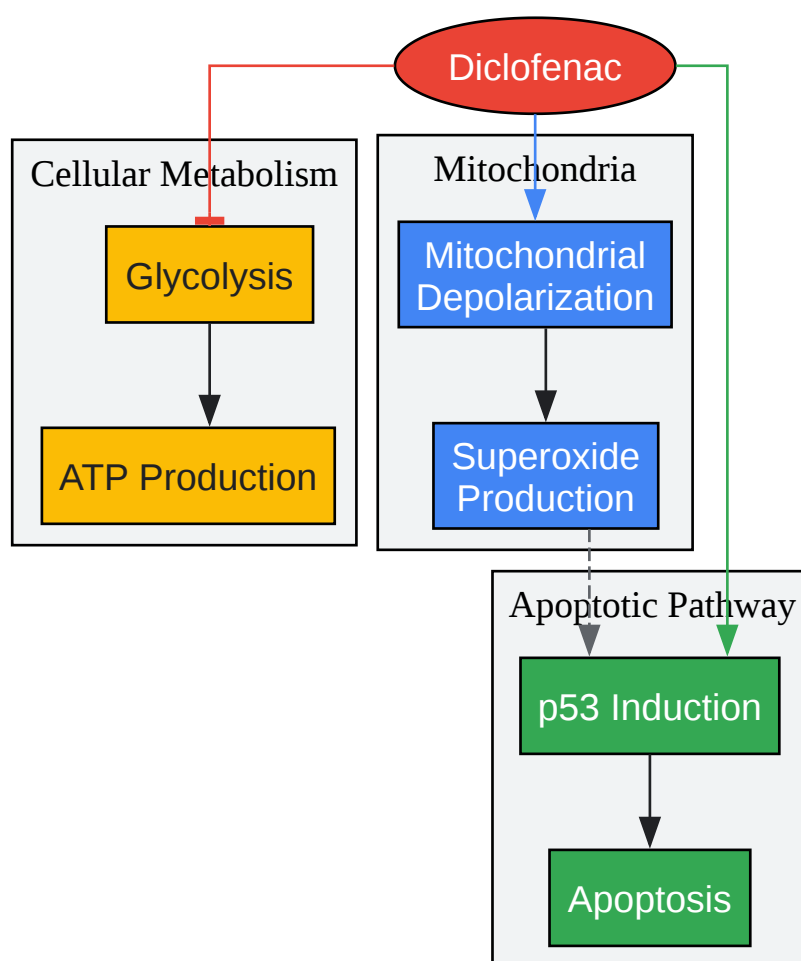 Diclofenac
Cellular Metabolism
Glycolysis
ATP Production
Mitochondria
Mitochondrial
Depolarization
Superoxide
Production
Apoptotic Pathway
p53 Induction
Apoptosis